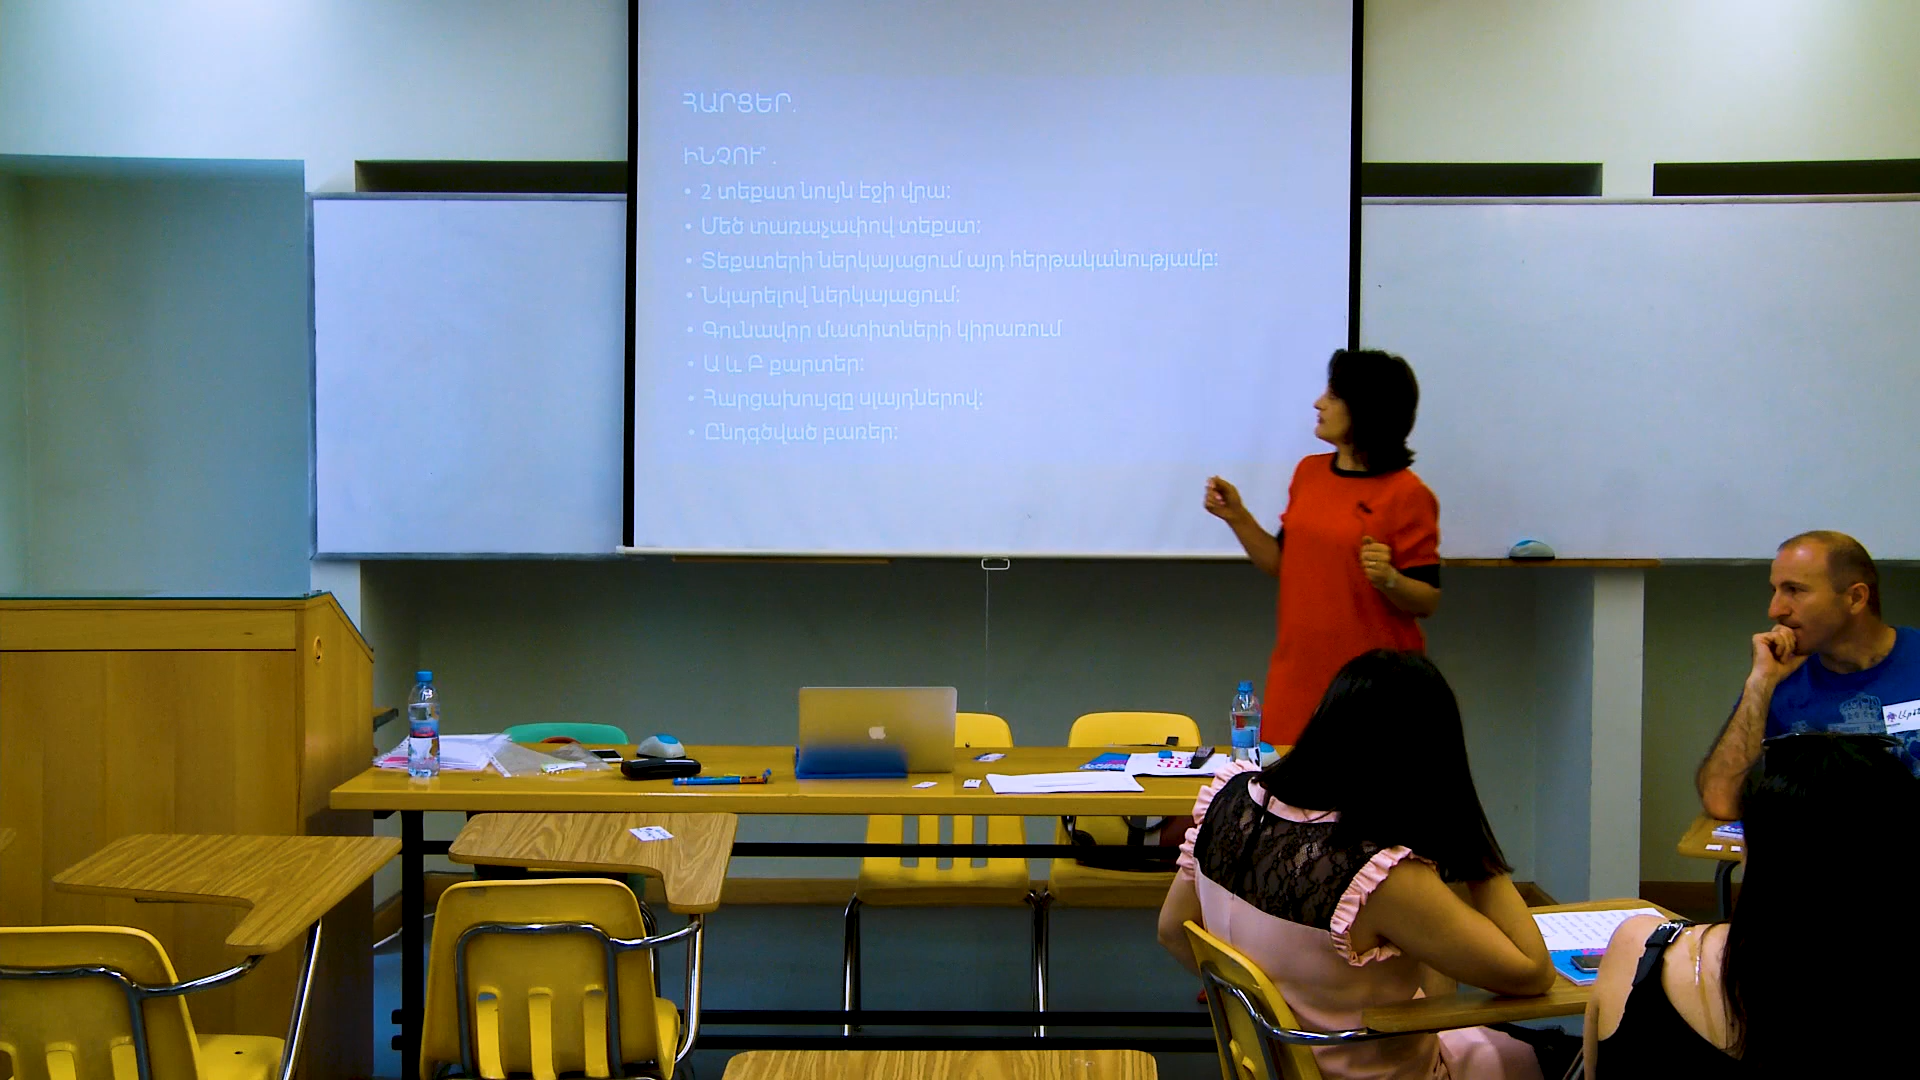 ՀԱՐՑԵՐ.
ԻՆՉՈՒ՞ .
• 2 տեքստ նույն էջի վրա:
• Մեծ տառաչափով տեքստ:
• Տեքստերի ներկայացում այդ հերթականությամբ:
• Նկարելով ներկայացում:
• Գունավոր մատիտների կիրառում
• Ա և Բ քարտեր:
• Հարցախույզը սլայդներով:
• Ընդգծված բառեր: